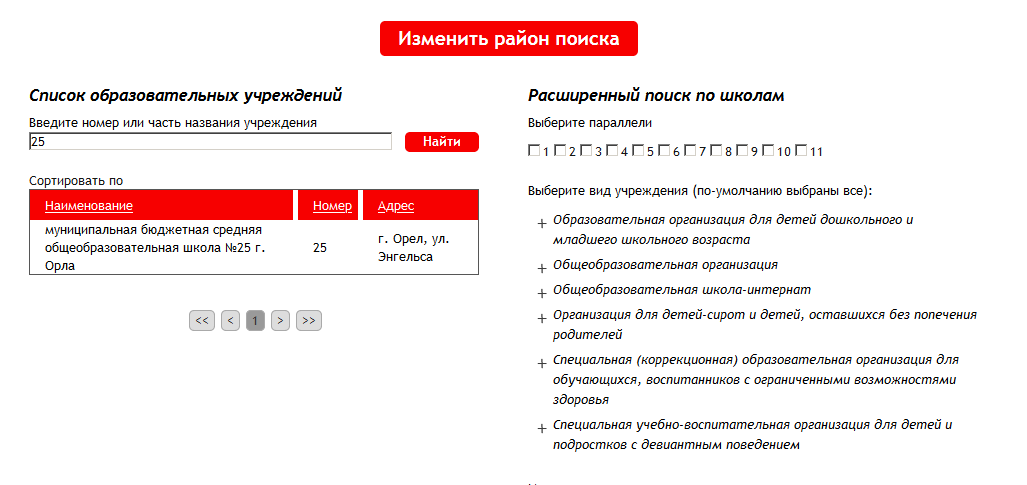 Изменить район поиска
Список образовательных учреждений
Введите номер или часть названия учреждения
25
Найти
Сортировать по
Наименование Номер Адрес
муниципальная бюджетная средняя
общеобразовательная школа №25 г.
Орла
25
г. Орел, ул.
Энгельса
<< < 1 > >>
Расширенный поиск по школам
Выберите параллели
1 2 3 4 5 6 7 8 9 10 11
Выберите вид учреждения (по-умолчанию выбраны все):
+ Образовательная организация для детей дошкольного и
младшего школьного возраста
+ Общеобразовательная организация
+ Общеобразовательная школа-интернат
+ Организация для детей-сирот и детей, оставшихся без попечения
родителей
+ Специальная (коррекционная) образовательная организация для
обучающихся, воспитанников с ограниченными возможностями
здоровья
+ Специальная учебно-воспитательная организация для детей и
подростков с девиантным поведением